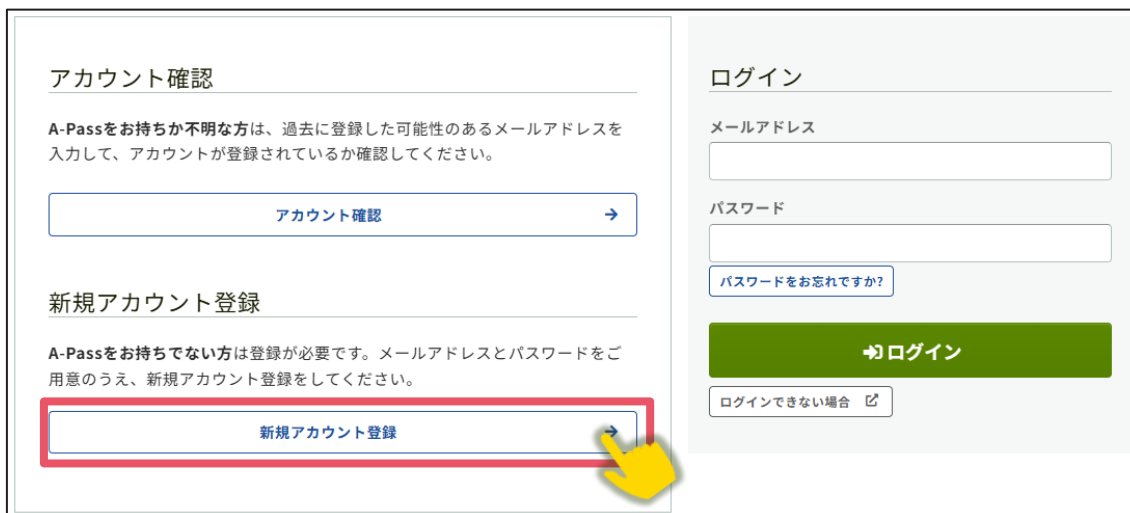 アカウント確認
A-Passをお持ちか不明な方は、過去に登録した可能性のあるメールアドレスを
入力して、アカウントが登録されているか確認してください。
アカウント確認
新規アカウント登録
A-Passをお持ちでない方は登録が必要です。メールアドレスとパスワードをご
用意のうえ、新規アカウント登録をしてください。
新規アカウント登録
ログイン
メールアドレス
パスワード
パスワードをお忘れですか?
ログイン
ログインできない場合